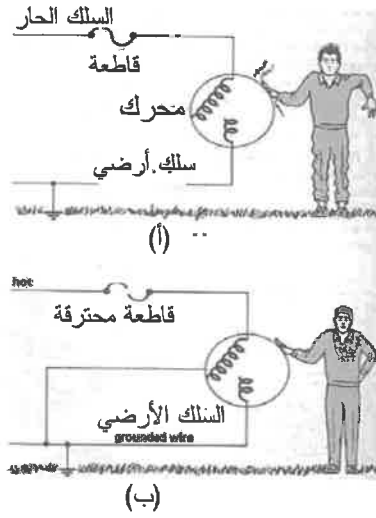 السلك الحار
قاطعة
محرك
سلك.أرضي
(أ)
hot
قاطعة محترقة
السلك الأرضي
grounded wire
(ب)